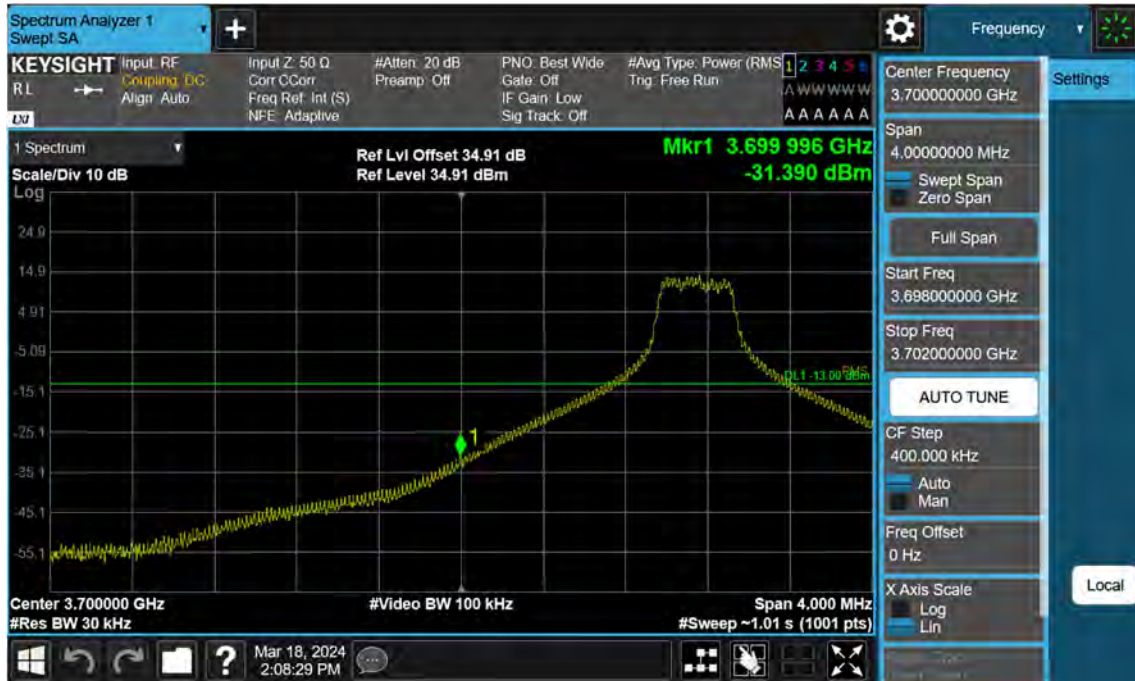 Spectrum Analyzer 1
Swept SA
Frequency
KEYSIGHT
RL
LXI
Input: RF
Coupling: DC
Align: Auto
Input Z: 50 Ω
Corr CCorr
Freq Ref: Int (S)
NFE: Adaptive
#Atten: 20 dB
Preamp: Off
PNO: Best Wide
Gate: Off
IF Gain: Low
Sig Track: Off
#Avg Type: Power (RMS
Trig: Free Run
1 2 3 4 5 6
A W W W W W
A A A A A A
1 Spectrum
Scale/Div 10 dB
Ref Lvl Offset 34.91 dB
Ref Level 34.91 dBm
Mkr1 3.699 996 GHz
-31.390 dBm
Log
24.9
14.9
4.91
-5.09
-15.1
-25.1
-35.1
-45.1
-55.1
DL1 -13.00 dBm
RMS
1
Center 3.700000 GHz
#Res BW 30 kHz
#Video BW 100 kHz
Span 4.000 MHz
#Sweep ~1.01 s (1001 pts)
Mar 18, 2024
2:08:29 PM
?
Center Frequency
3.700000000 GHz
Span
4.00000000 MHz
Swept Span
Zero Span
Full Span
Start Freq
3.698000000 GHz
Stop Freq
3.702000000 GHz
AUTO TUNE
CF Step
400.000 kHz
Auto
Man
Freq Offset
0 Hz
X Axis Scale
Log
Lin
Settings
Local